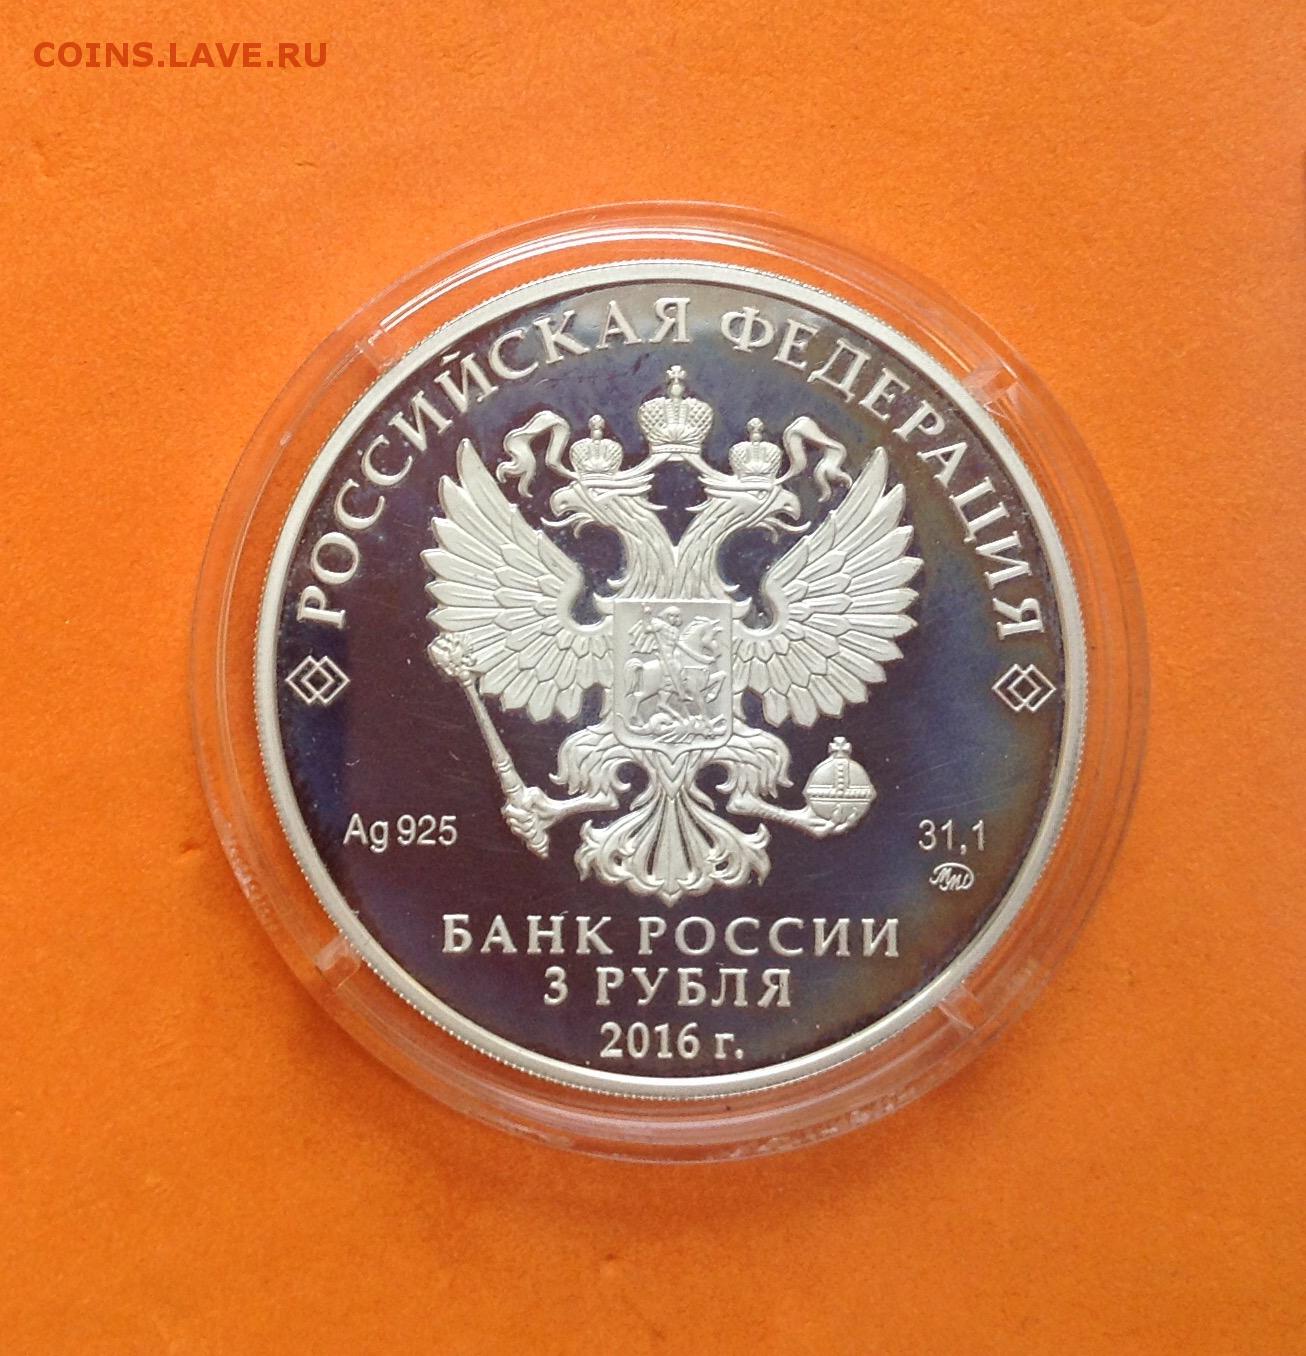 COINS.LAVE.RU
РОССИЙСКАЯ ФЕДЕРАЦИЯ
Ag 925
31,1
ММД
БАНК РОССИИ
3 РУБЛЯ
2016 г.